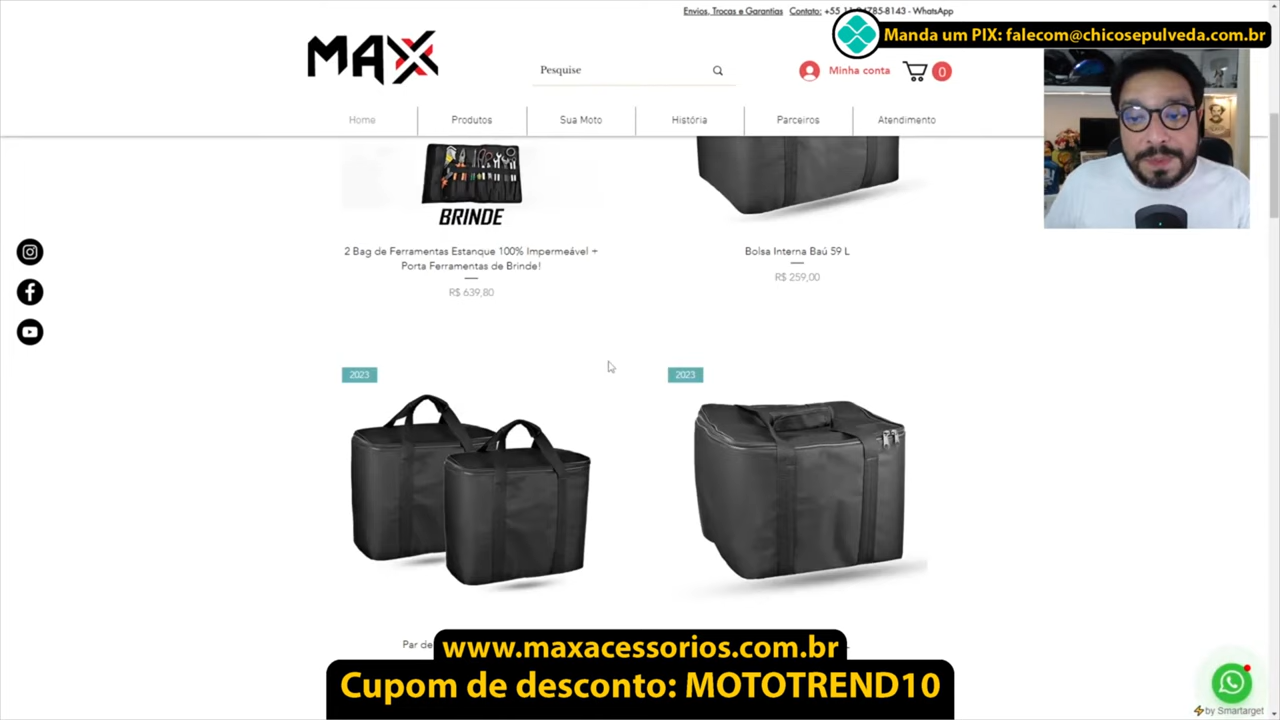 Envios, Trocas e Garantias
Contato: +55 11
785-8143 - WhatsApp
Manda um PIX: falecom@chicosepulveda.com.br
MAX
Pesquise
Minha conta
0
Home
Produtos
Sua Moto
História
Parceiros
Atendimento
BRINDE
2 Bag de Ferramentas Estanque 100% Impermeável +
Porta Ferramentas de Brinde!
R$ 639,80
Bolsa Interna Baú 59 L
R$ 259,00
2023
2023
Par de
www.maxacessorios.com.br
Cupom de desconto: MOTOTREND10
by Smartarget